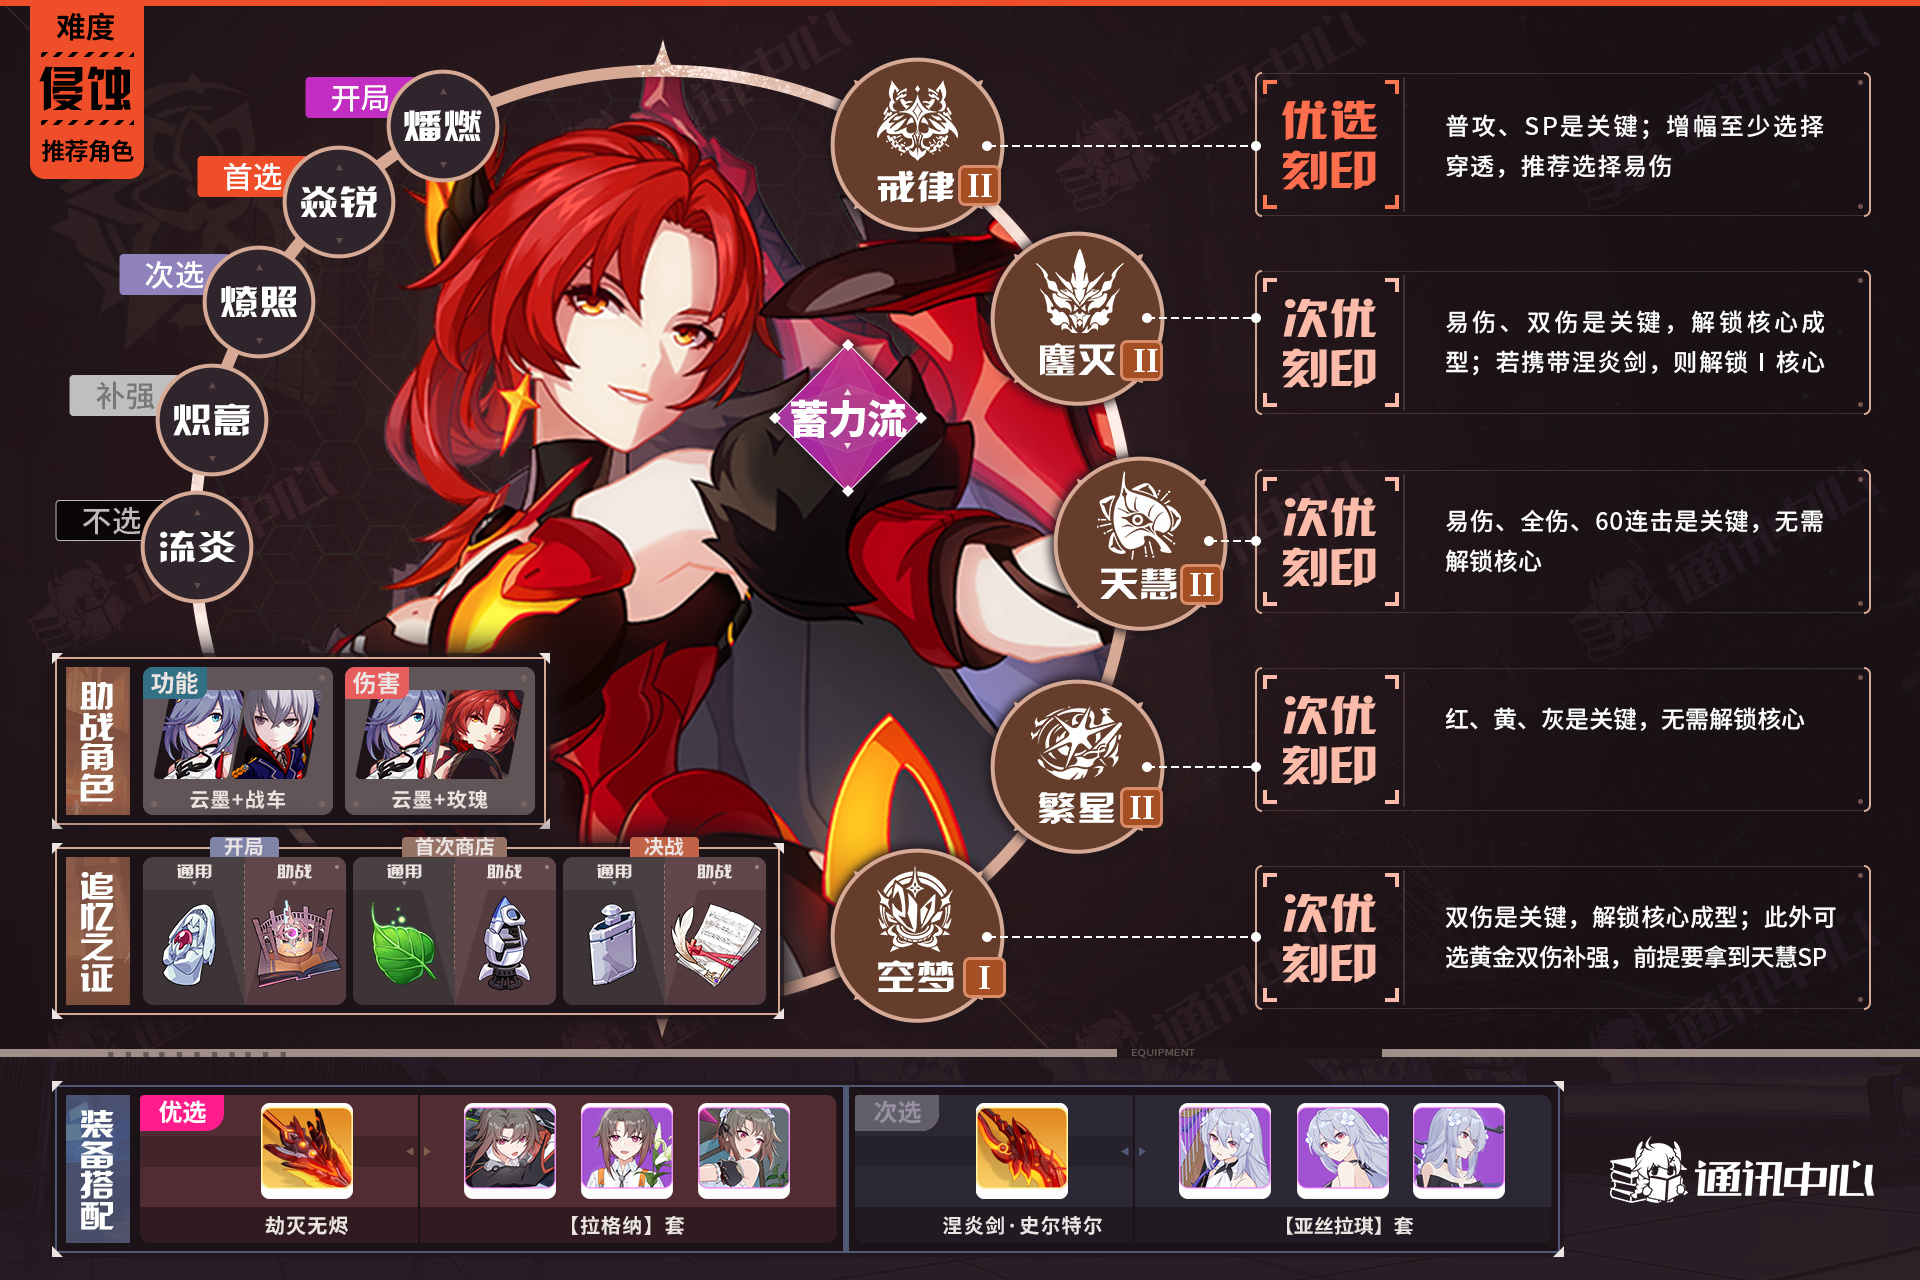 难度
侵蚀
推荐角色
开局
燔燃
首选
焱锐
次选
燎照
补强
炽意
不选
流炎
蓄力流
戒律 II
优选
刻印
普攻、SP是关键；增幅至少选择
穿透，推荐选择易伤
鏖灭 II
次优
刻印
易伤、双伤是关键，解锁核心成
型；若携带涅炎剑，则解锁 I 核心
天慧 II
次优
刻印
易伤、全伤、60连击是关键，无需
解锁核心
繁星 II
次优
刻印
红、黄、灰是关键，无需解锁核心
空梦 I
次优
刻印
双伤是关键，解锁核心成型；此外可
选黄金双伤补强，前提要拿到天慧SP
助战角色
功能
云墨+战车
伤害
云墨+玫瑰
追忆之证
开局
通用 助战
首次商店
通用 助战
决战
通用 助战
EQUIPMENT
装备搭配
优选
劫灭无烬
【拉格纳】套
次选
涅炎剑·史尔特尔
【亚丝拉琪】套
通讯中心